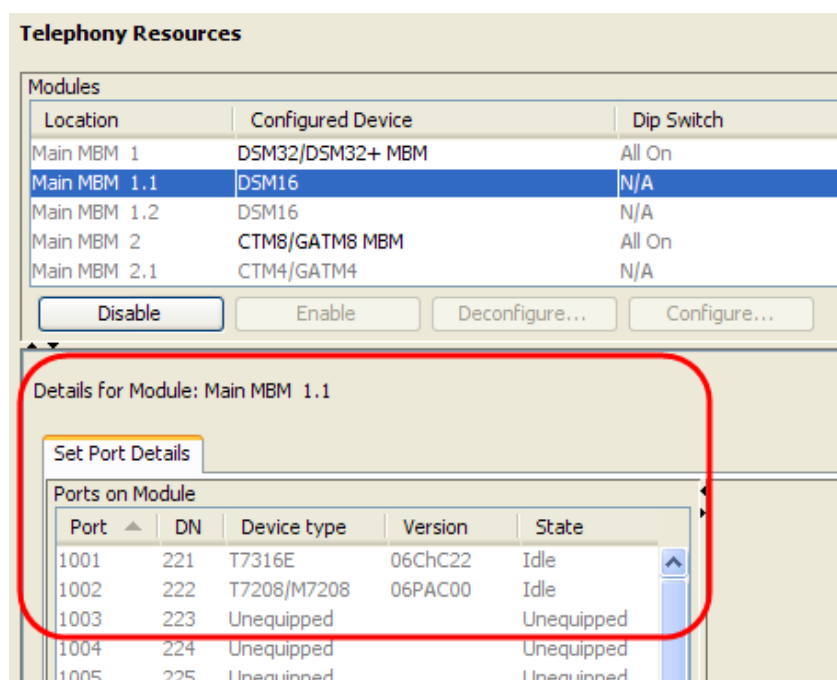 Telephony Resources
Modules
Location Configured Device Dip Switch
Main MBM 1 DSM32/DSM32+ MBM All On
Main MBM 1.1 DSM16 N/A
Main MBM 1.2 DSM16 N/A
Main MBM 2 CTM8/GATM8 MBM All On
Main MBM 2.1 CTM4/GATM4 N/A
Disable Enable Deconfigure... Configure...
Details for Module: Main MBM 1.1
Set Port Details
Ports on Module
Port DN Device type Version State
1001 221 T7316E 06ChC22 Idle
1002 222 T7208/M7208 06PAC00 Idle
1003 223 Unequipped Unequipped
1004 224 Unequipped Unequipped
1005 225 Unequipped Unequipped